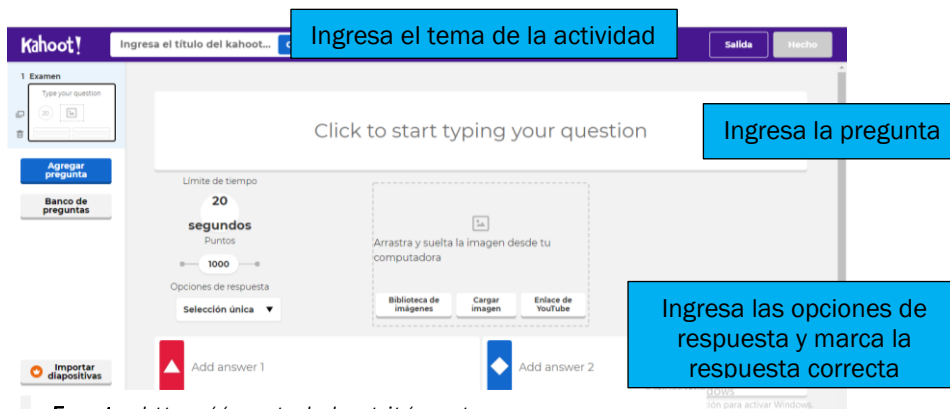 Kahoot!
Ingresa el título del kahoot...
Ingresa el tema de la actividad
Salida
Hecho
1 Examen
Type your question
20
Click to start typing your question
Ingresa la pregunta
Agregar
pregunta
Banco de
preguntas
Límite de tiempo
20
segundos
Puntos
1000
Opciones de respuesta
Selección única
Arrastra y suelta la imagen desde tu
computadora
Biblioteca de
imágenes
Cargar
imagen
Enlace de
YouTube
Ingresa las opciones de
respuesta y marca la
respuesta correcta
Importar
diapositivas
Add answer 1
Add answer 2
para activar Windows.